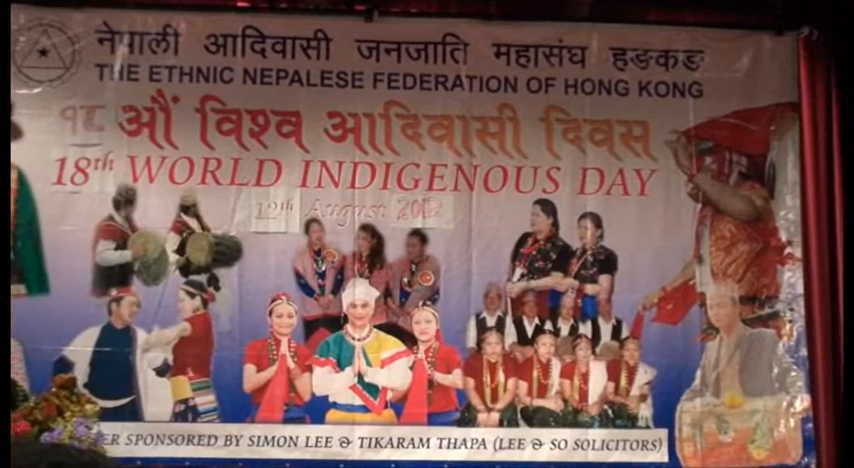 नेपाली आदिवासी जनजाति महासंघ हङकङ
THE ETHNIC NEPALESE FEDERATION OF HONG KONG
१८ औं विश्व आदिवासी दिवस
18th WORLD INDIGENOUS DAY
12th August 2012
SPONSORED BY SIMON LEE & TIKARAM THAPA (LEE & SO SOLICITORS)